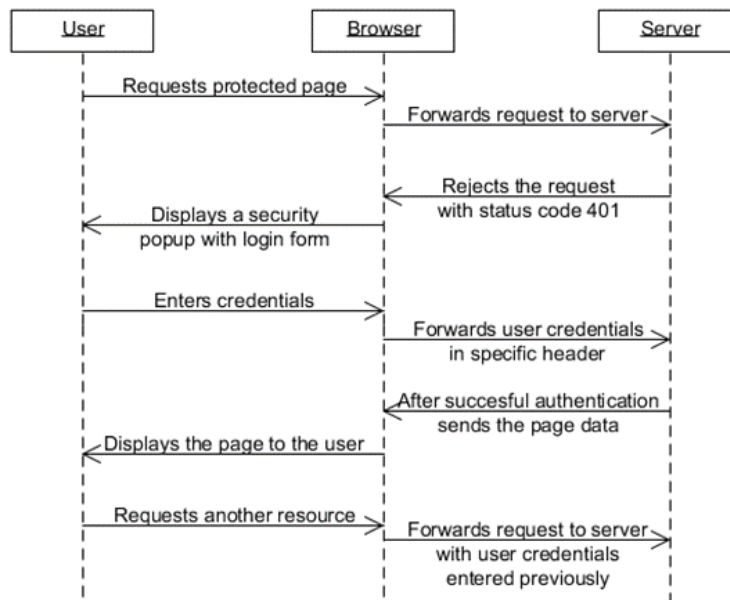 User
Browser
Server
Requests protected page
Forwards request to server
Rejects the request
with status code 401
Displays a security
popup with login form
Enters credentials
Forwards user credentials
in specific header
After succesful authentication
sends the page data
Displays the page to the user
Requests another resource
Forwards request to server
with user credentials
entered previously